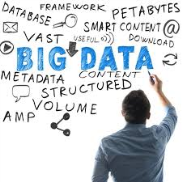 DATABASE FRAMEWORK PETABYTES
SMART CONTENT @
VAST USEFUL DOWNLOAD
BIG DATA
METADATA CONTENT
STRUCTURED
VOLUME
AMP